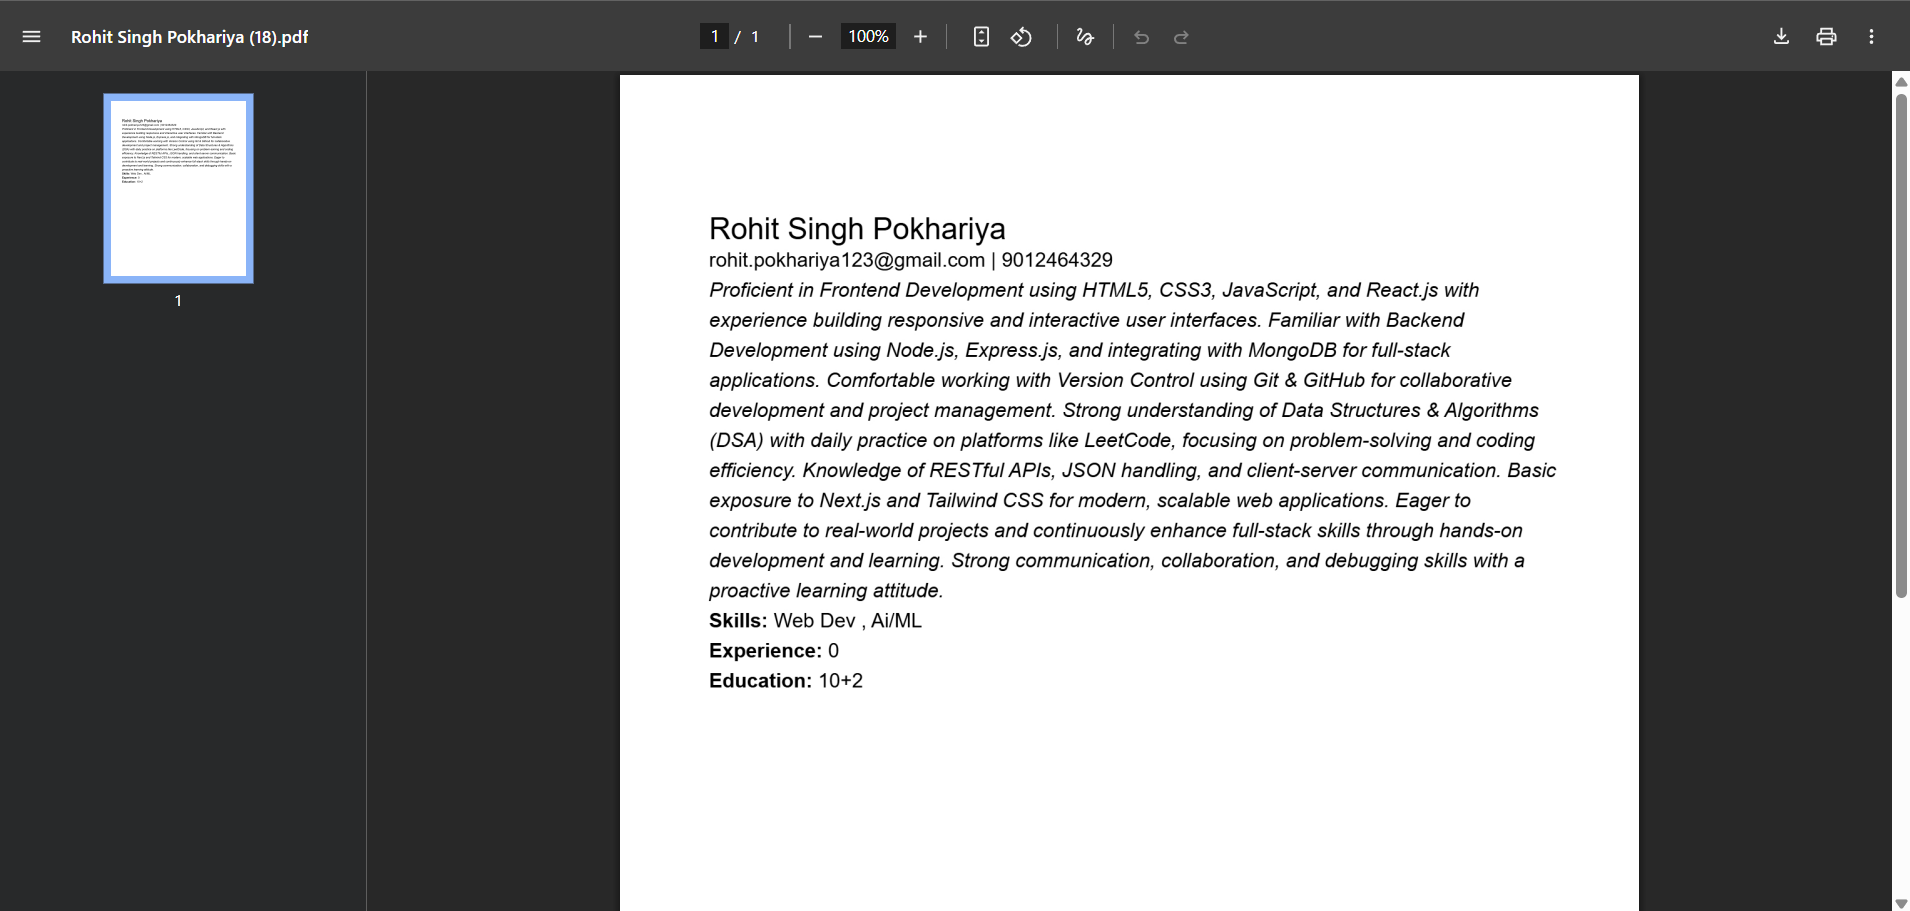 Rohit Singh Pokhariya (18).pdf
1 / 1
100%
1
Rohit Singh Pokhariya
rohit.pokhariya123@gmail.com | 9012464329
Proficient in Frontend Development using HTML5, CSS3, JavaScript, and React.js with
experience building responsive and interactive user interfaces. Familiar with Backend
Development using Node.js, Express.js, and integrating with MongoDB for full-stack
applications. Comfortable working with Version Control using Git & GitHub for collaborative
development and project management. Strong understanding of Data Structures & Algorithms
(DSA) with daily practice on platforms like LeetCode, focusing on problem-solving and coding
efficiency. Knowledge of RESTful APIs, JSON handling, and client-server communication. Basic
exposure to Next.js and Tailwind CSS for modern, scalable web applications. Eager to
contribute to real-world projects and continuously enhance full-stack skills through hands-on
development and learning. Strong communication, collaboration, and debugging skills with a
proactive learning attitude.
Skills: Web Dev , Ai/ML
Experience: 0
Education: 10+2